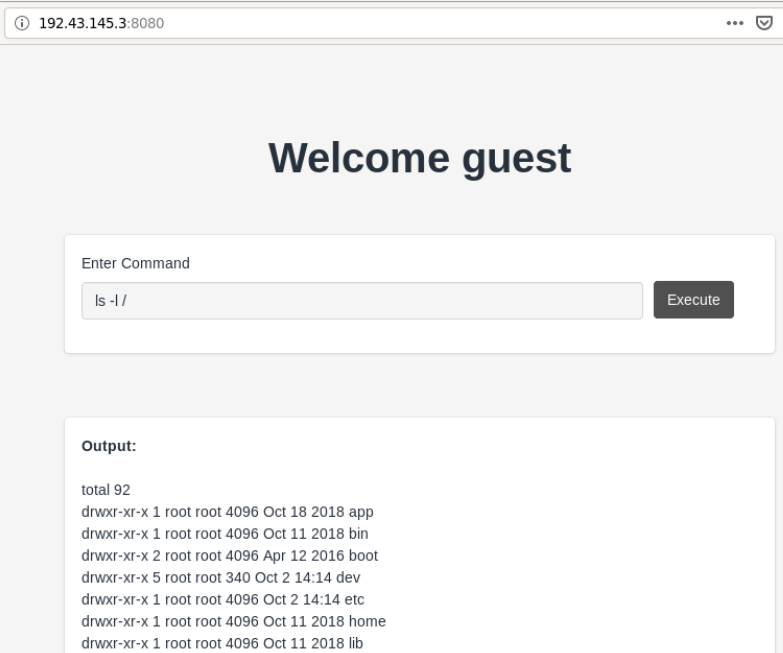 192.43.145.3:8080
Welcome guest
Enter Command
ls -l /
Execute
Output:
total 92
drwxr-xr-x 1 root root 4096 Oct 18 2018 app
drwxr-xr-x 1 root root 4096 Oct 11 2018 bin
drwxr-xr-x 2 root root 4096 Apr 12 2016 boot
drwxr-xr-x 5 root root 340 Oct 2 14:14 dev
drwxr-xr-x 1 root root 4096 Oct 2 14:14 etc
drwxr-xr-x 1 root root 4096 Oct 11 2018 home
drwxr-xr-x 1 root root 4096 Oct 11 2018 lib